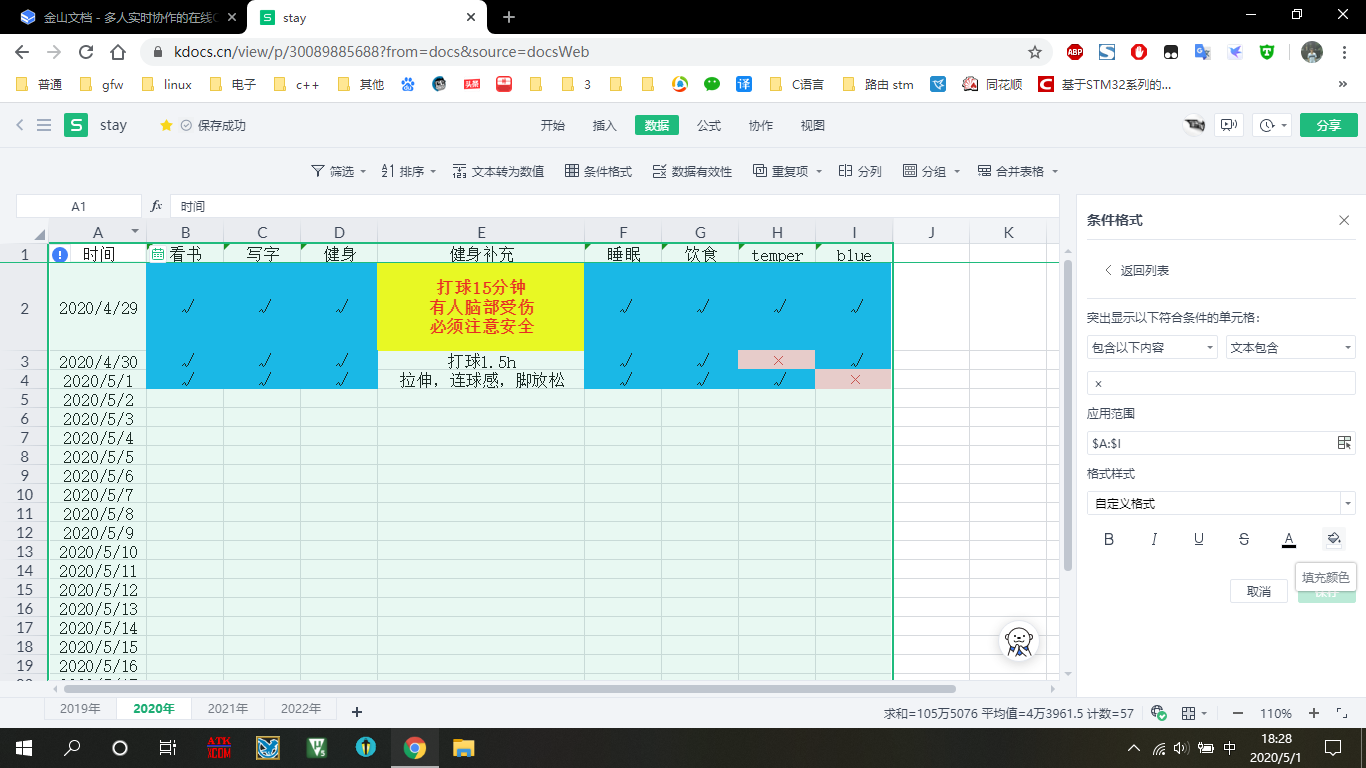 金山文档 - 多人实时协作的在线
stay
kdocs.cn/view/p/30089885688?from=docs&source=docsWeb
普通 gfw linux 电子 c++ 其他 头条 3 译 C语言 路由 stm 同花顺 基于STM32系列的... »
stay 保存成功 开始 插入 数据 公式 协作 视图 分享
筛选 排序 文本转为数值 条件格式 数据有效性 重复项 分列 分组 合并表格
A1 fx 时间
A B C D E F G H I J K
1 时间 看书 写字 健身 健身补充 睡眠 饮食 temper blue
打球15分钟
2 2020/4/29 √ √ √ 有人脑部受伤 √ √ √ √
必须注意安全
3 2020/4/30 √ √ × 打球1.5h √ √ × √
4 2020/5/1 √ √ √ 拉伸，连球感，脚放松 √ √ √ ×
5 2020/5/2
6 2020/5/3
7 2020/5/4
8 2020/5/5
9 2020/5/6
10 2020/5/7
11 2020/5/8
12 2020/5/9
13 2020/5/10
14 2020/5/11
15 2020/5/12
16 2020/5/13
17 2020/5/14
18 2020/5/15
19 2020/5/16
条件格式
返回列表
突出显示以下符合条件的单元格：
包含以下内容 文本包含
×
应用范围
$A:$I
格式样式
自定义格式
B I U S A
填充颜色
取消 保存
2019年 2020年 2021年 2022年
求和=105万5076 平均值=4万3961.5 计数=57 110%
中 18:28
2020/5/1